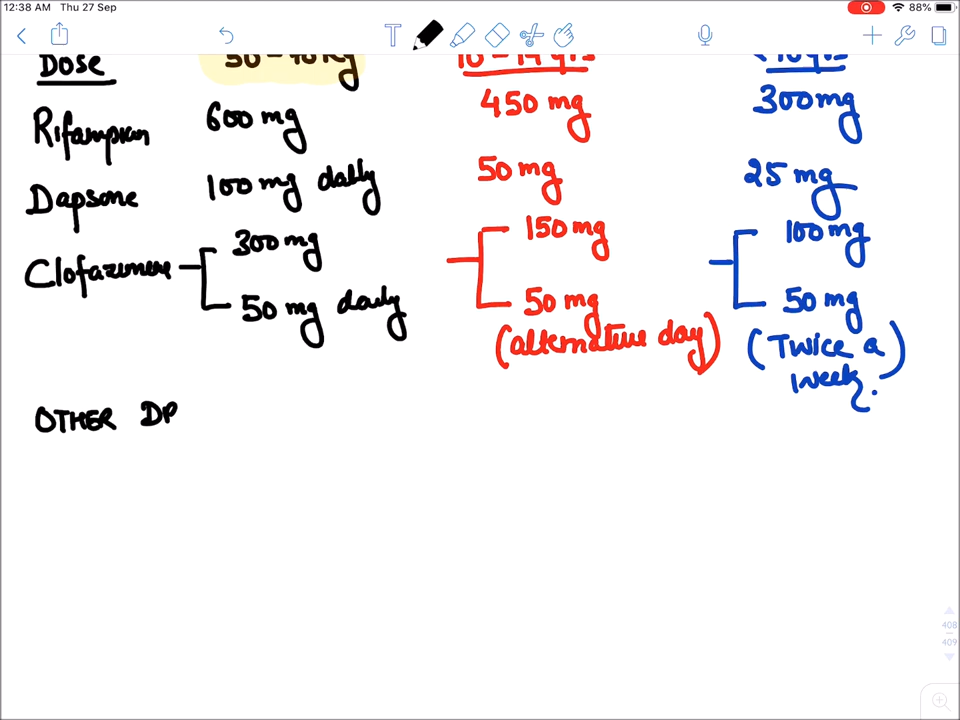 12:38 AM Thu 27 Sep 88%
T
Dose
600 mg 450 mg 300mg
Dapsone 100 mg daily 50 mg 25 mg
300 mg 150 mg 100 mg
50 mg daily 50 mg 50 mg
(alternative day) (Twice a
week.)
OTHER DP
408
409